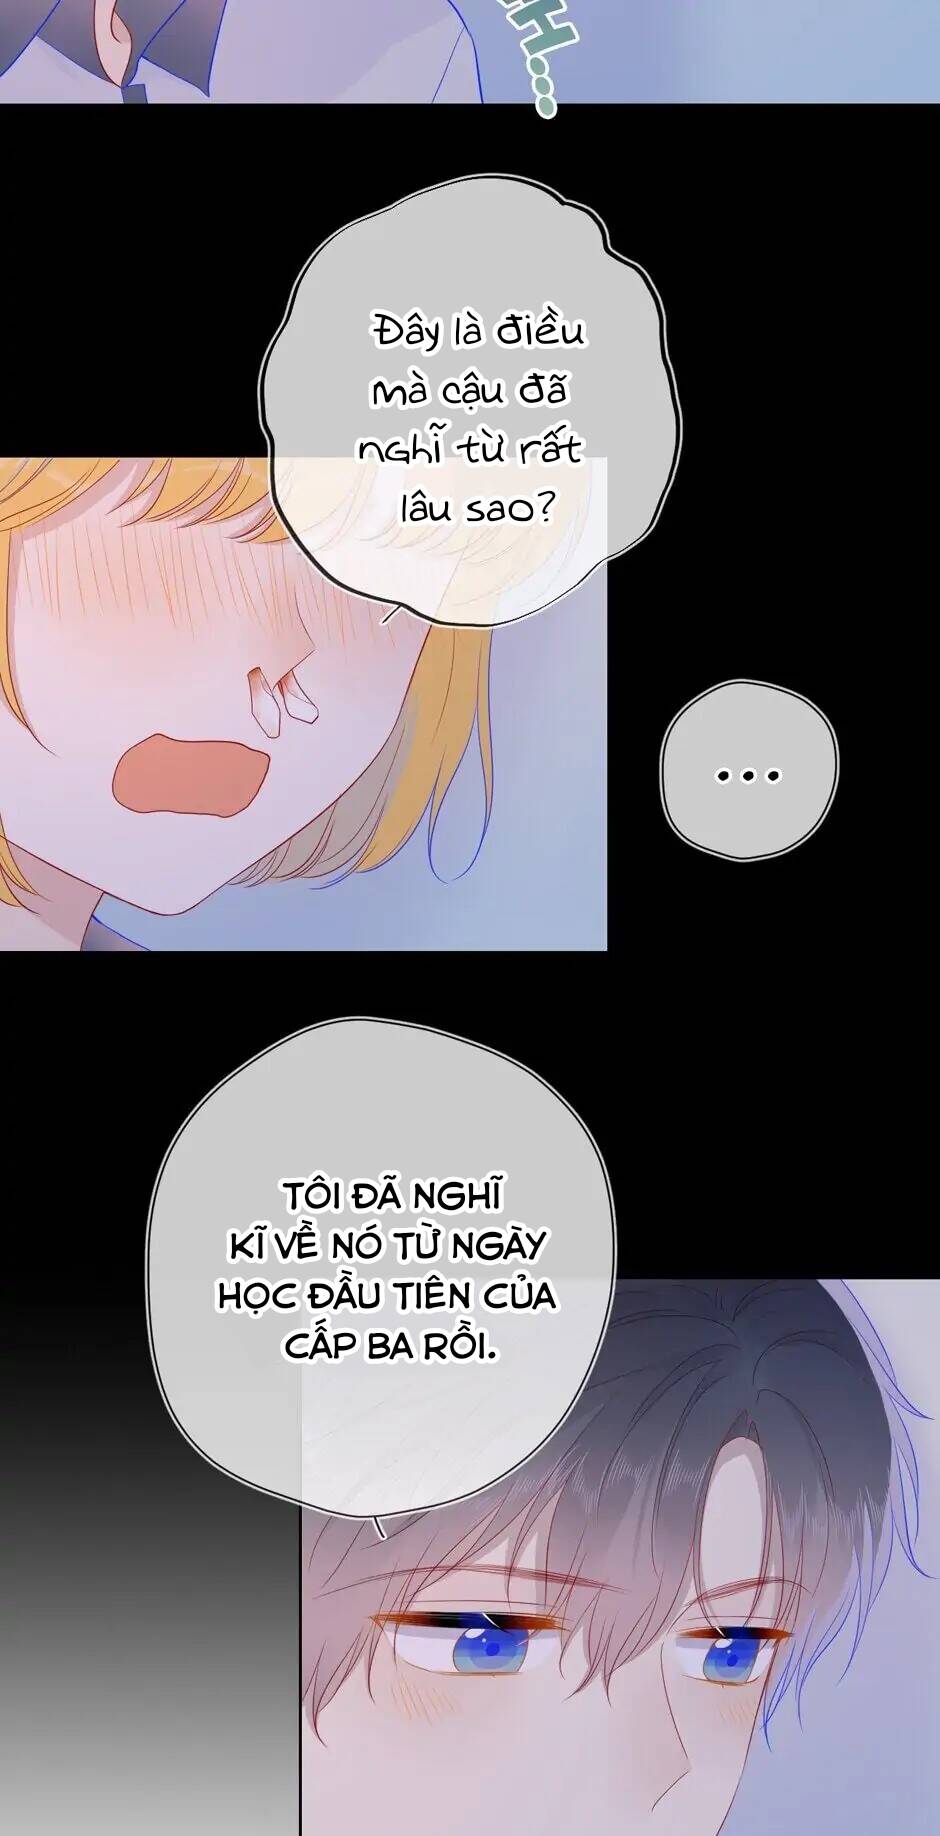 H...
Đây là điều
mà cậu đã
nghĩ từ rất
lâu sao?
...
TÔI ĐÃ NGHĨ
KĨ VỀ NÓ TỪ NGÀY
HỌC ĐẦU TIÊN CỦA
CẤP BA RỒI.